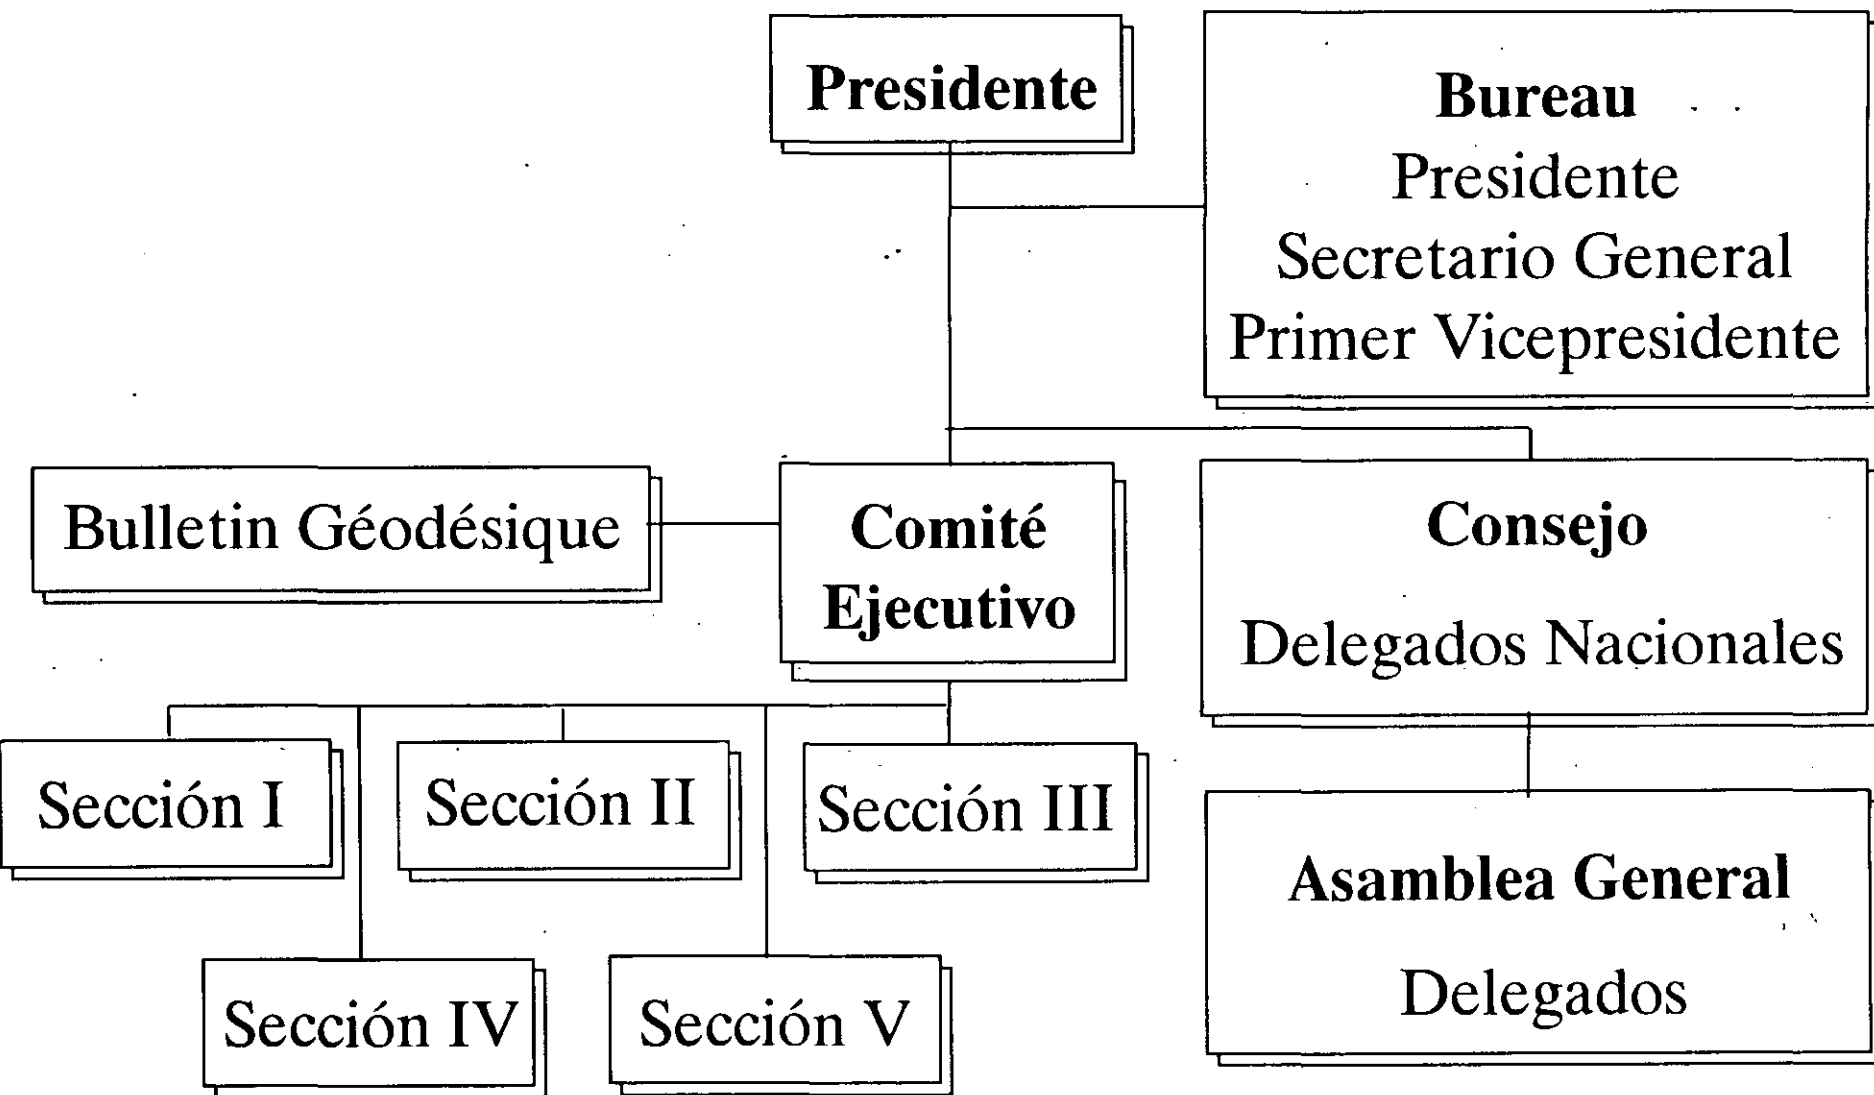 Presidente
Bureau
Presidente
Secretario General
Primer Vicepresidente
Bulletin Géodésique
Comité
Ejecutivo
Consejo
Delegados Nacionales
Sección I
Sección II
Sección III
Asamblea General
Delegados
Sección IV
Sección V